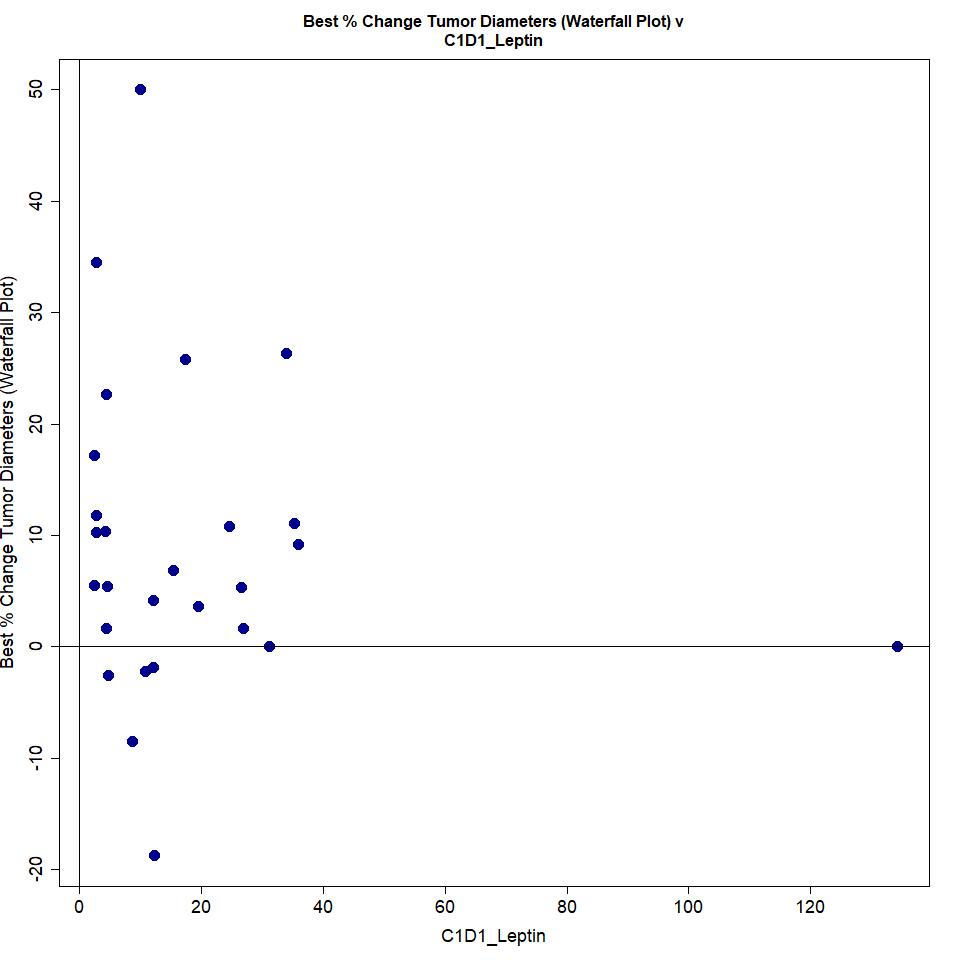 Best % Change Tumor Diameters (Waterfall Plot) v
C1D1_Leptin
Best % Change Tumor Diameters (Waterfall Plot)
50
40
30
20
10
0
-10
-20
0 20 40 60 80 100 120
C1D1_Leptin